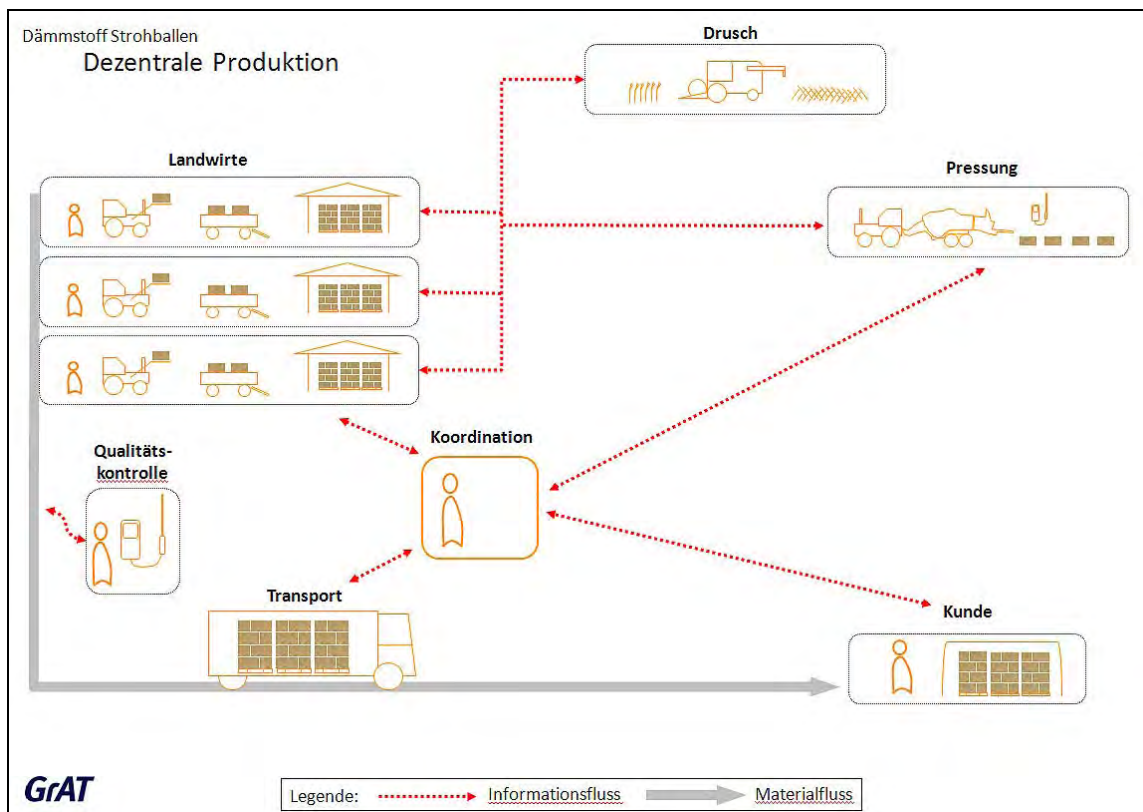 Dämmstoff Strohballen
Dezentrale Produktion
Drusch
Landwirte
Pressung
Qualitäts-
kontrolle
Koordination
Transport
Kunde
GrAT
Legende: Informationsfluss Materialfluss